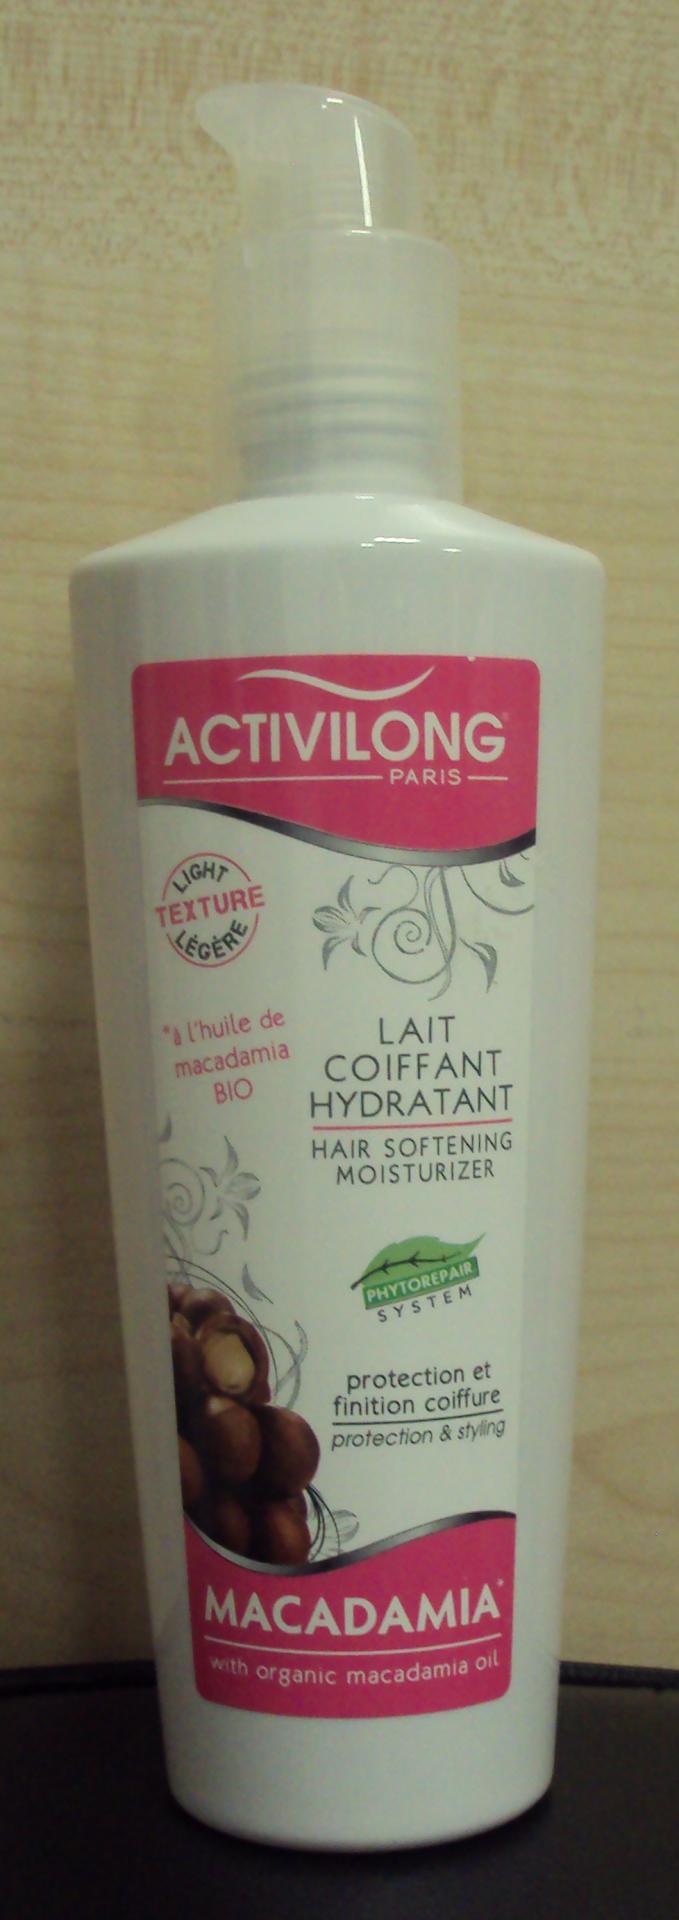 ACTIVILONG®
PARIS
LIGHT
TEXTURE
LÉGÈRE
*à l'huile de
macadamia
BIO
LAIT
COIFFANT
HYDRATANT
HAIR SOFTENING
MOISTURIZER
PHYTOREPAIR
SYSTEM
protection et
finition coiffure
protection & styling
MACADAMIA*
with organic macadamia oil